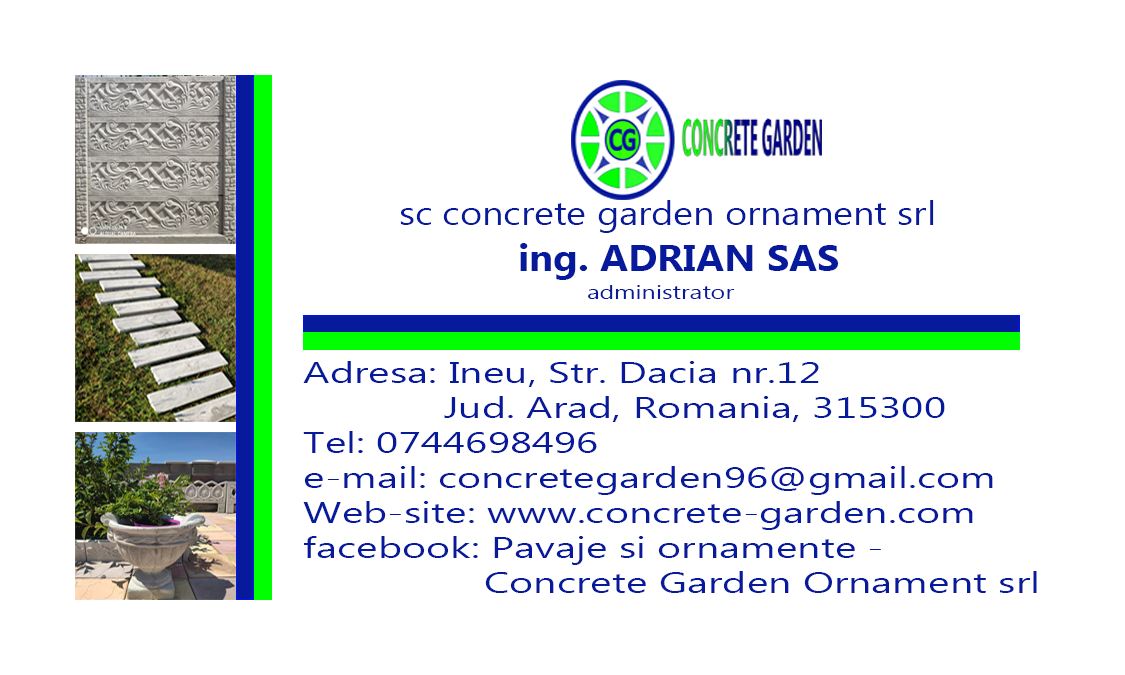 CG
CONCRETE GARDEN
sc concrete garden ornament srl
ing. ADRIAN SAS
administrator
Adresa: Ineu, Str. Dacia nr.12
Jud. Arad, Romania, 315300
Tel: 0744698496
e-mail: concretegarden96@gmail.com
Web-site: www.concrete-garden.com
facebook: Pavaje si ornamente -
Concrete Garden Ornament srl